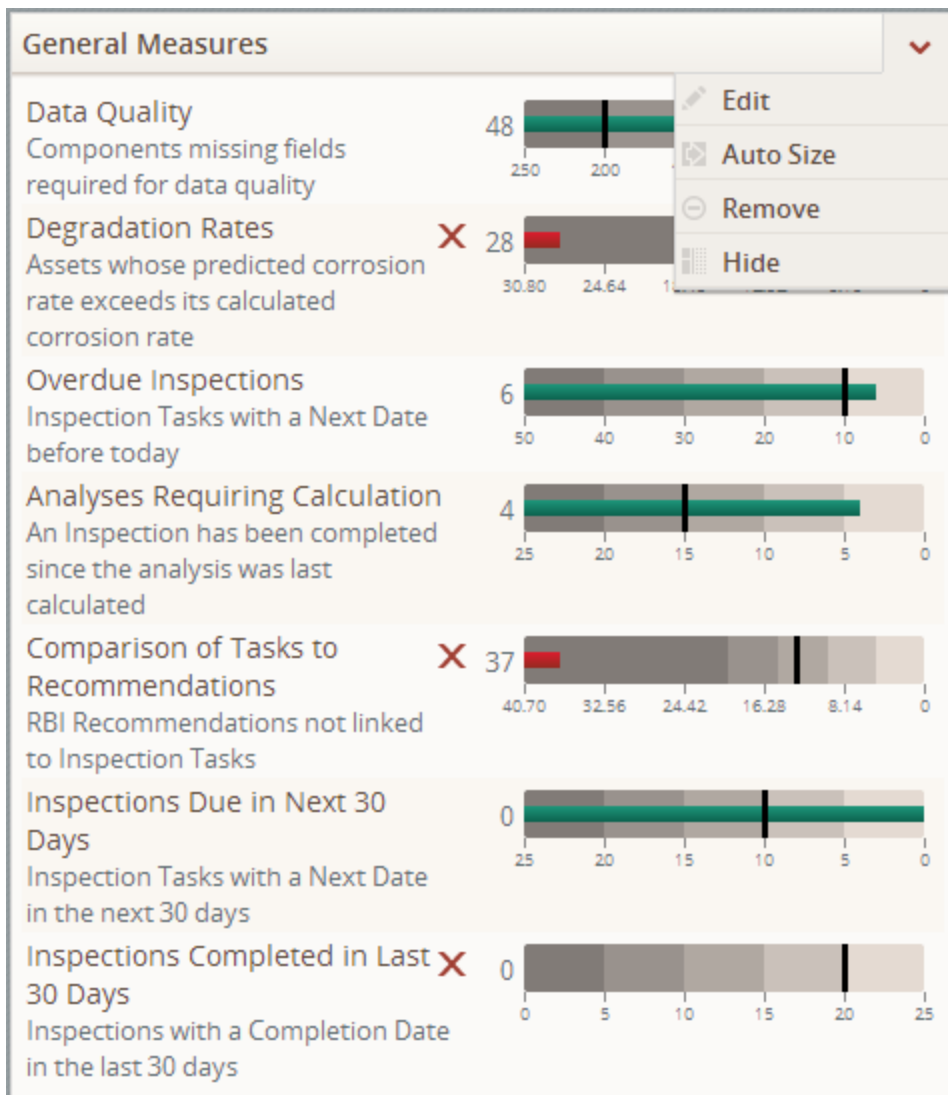 General Measures
Edit
Auto Size
Remove
Hide
Data Quality
Components missing fields
required for data quality
48
250 200
Degradation Rates
Assets whose predicted corrosion
rate exceeds its calculated
corrosion rate
28
30.80 24.64
Overdue Inspections
Inspection Tasks with a Next Date
before today
6
50 40 30 20 10 0
Analyses Requiring Calculation
An Inspection has been completed
since the analysis was last
calculated
4
25 20 15 10 5 0
Comparison of Tasks to
Recommendations
RBI Recommendations not linked
to Inspection Tasks
37
40.70 32.56 24.42 16.28 8.14 0
Inspections Due in Next 30
Days
Inspection Tasks with a Next Date
in the next 30 days
0
25 20 15 10 5 0
Inspections Completed in Last
30 Days
Inspections with a Completion Date
in the last 30 days
0
0 5 10 15 20 25